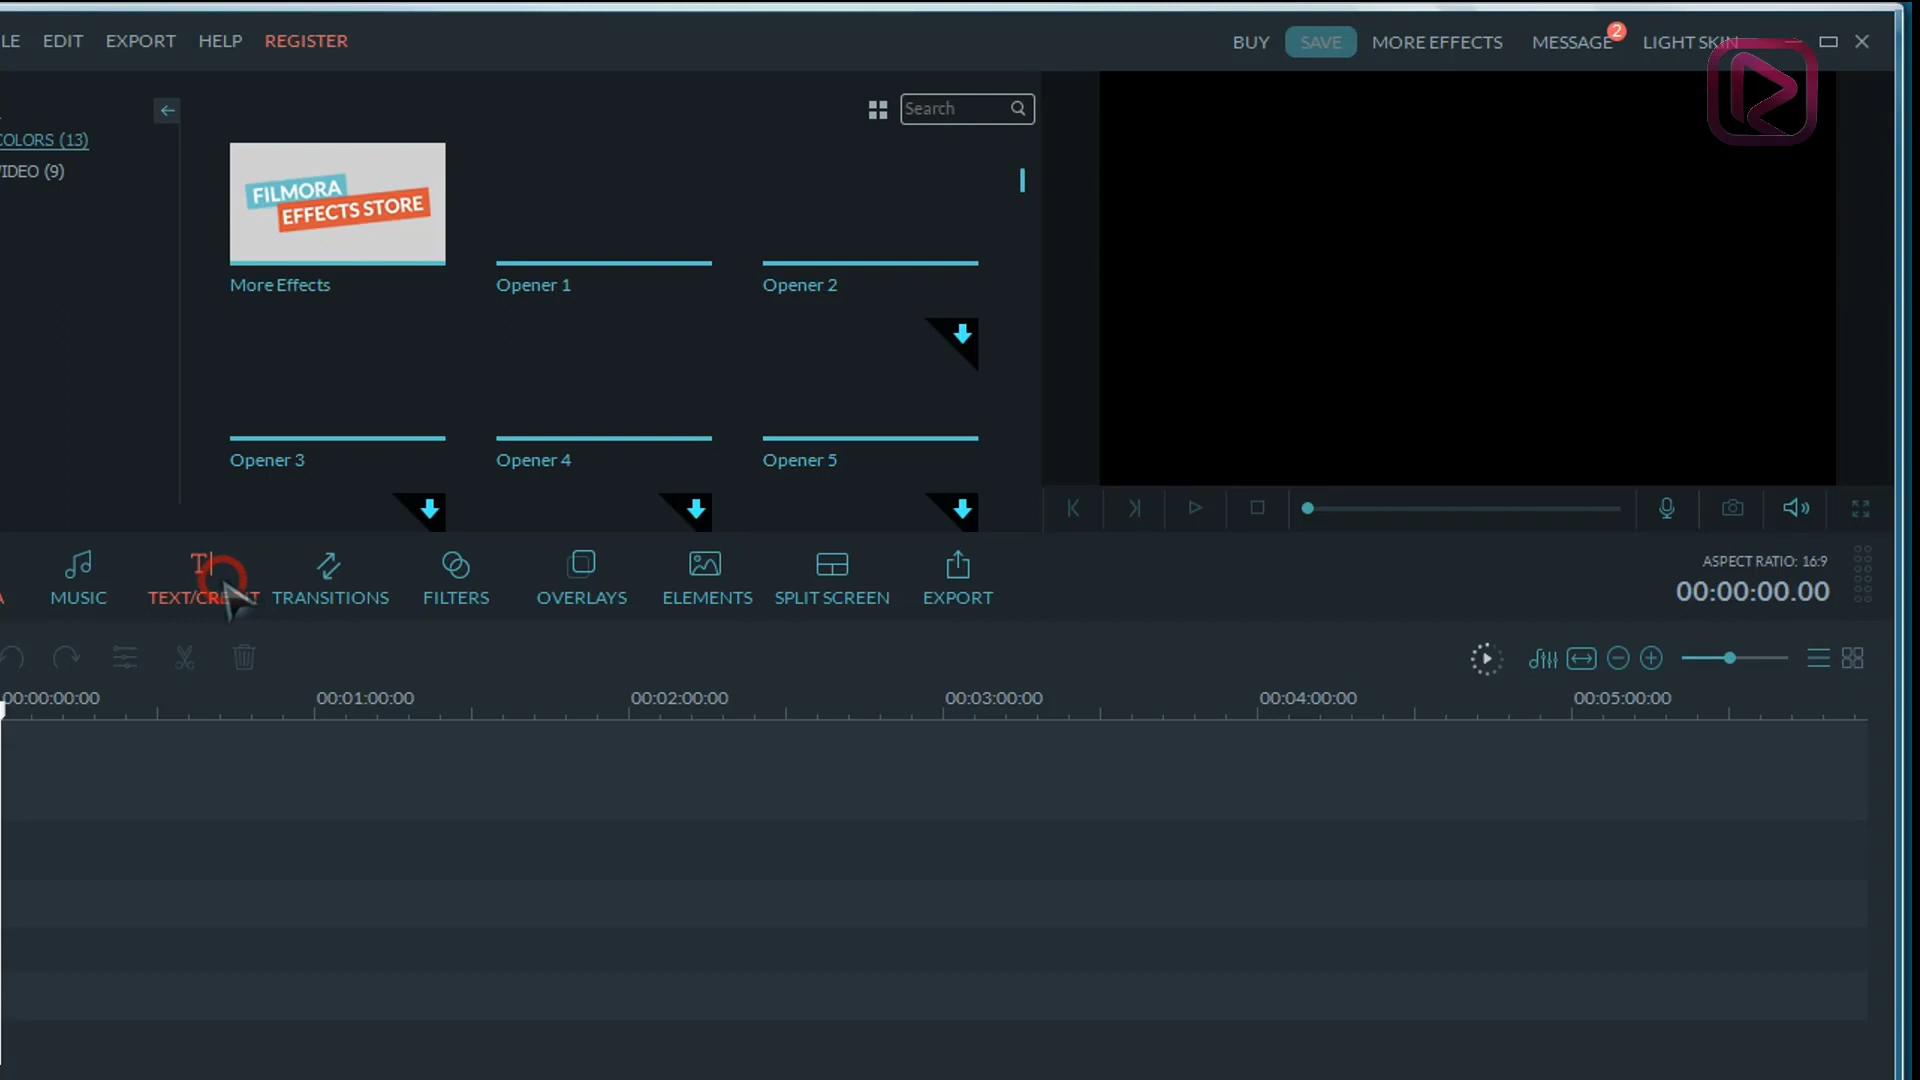 LE EDIT EXPORT HELP REGISTER
BUY SAVE MORE EFFECTS MESSAGE 2 LIGHT SKIN
Search
COLORS (13)
IDEO (9)
FILMORA
EFFECTS STORE
More Effects Opener 1 Opener 2
Opener 3 Opener 4 Opener 5
MUSIC TEXT/CREDIT TRANSITIONS FILTERS OVERLAYS ELEMENTS SPLIT SCREEN EXPORT
ASPECT RATIO: 16:9
00:00:00.00
00:00:00:00 00:01:00:00 00:02:00:00 00:03:00:00 00:04:00:00 00:05:00:00